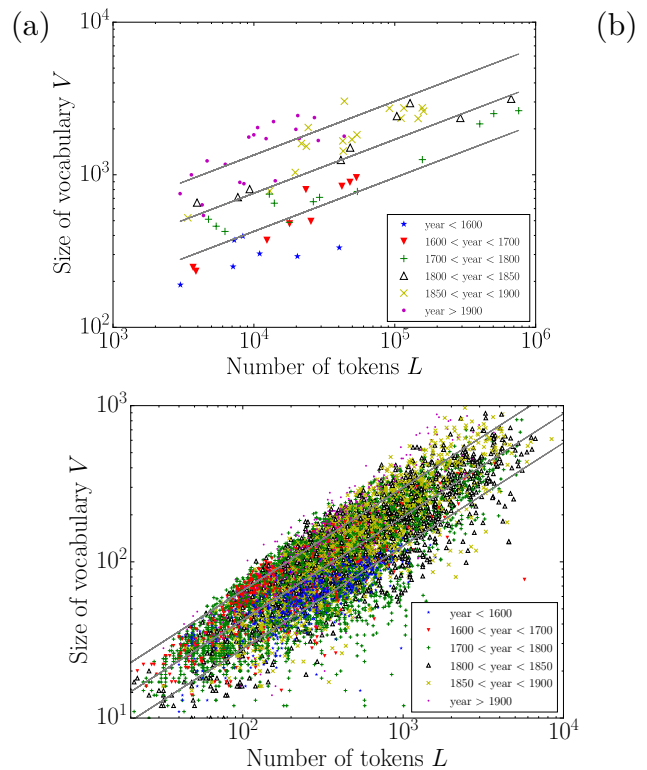 (a)
(b)
10^4
10^3
10^2
Size of vocabulary V
year < 1600
1600 < year < 1700
1700 < year < 1800
1800 < year < 1850
1850 < year < 1900
year > 1900
10^3
10^4
10^5
10^6
Number of tokens L
10^3
10^2
10^1
Size of vocabulary V
year < 1600
1600 < year < 1700
1700 < year < 1800
1800 < year < 1850
1850 < year < 1900
year > 1900
10^2
10^3
10^4
Number of tokens L